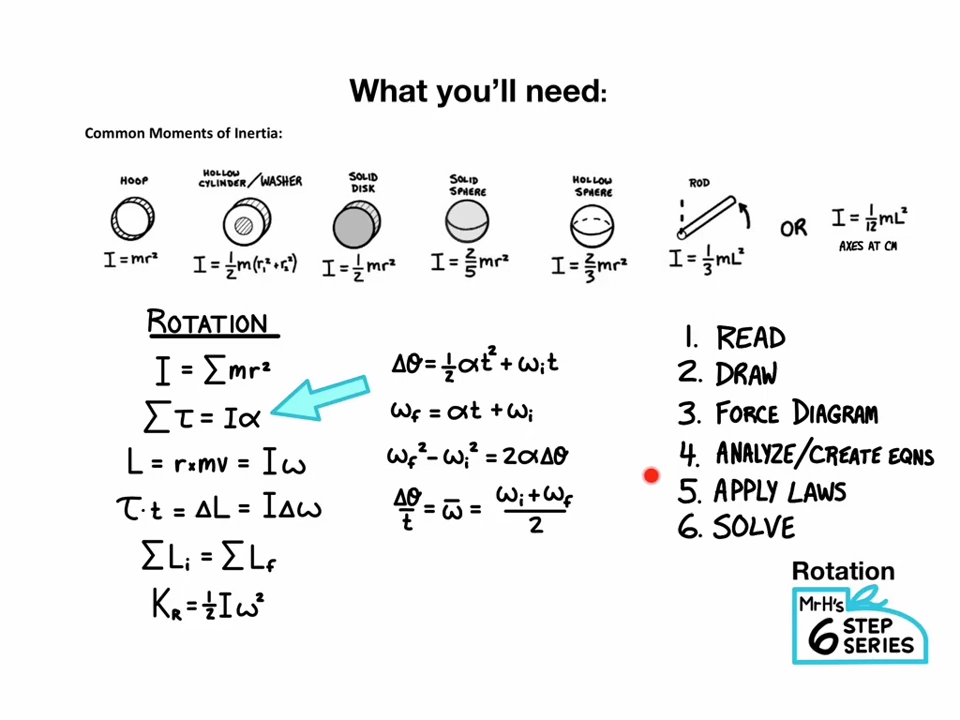 What you'll need:
Common Moments of Inertia:
HOOP
I = mr²
HOLLOW
CYLINDER/WASHER
I = ½m(r₁² + r₂²)
SOLID
DISK
I = ½mr²
SOLID
SPHERE
I = ⅖mr²
HOLLOW
SPHERE
I = ⅔mr²
ROD
I = ⅓mL²
OR
I = 1/12 mL²
AXES AT CM
ROTATION
I = ∑mr²
∑τ = Iα
L = r×mv = Iω
τ·t = ΔL = IΔω
∑Lᵢ = ∑L_f
K_R = ½Iω²
Δθ = ½αt² + ωᵢt
ω_f = αt + ωᵢ
ω_f² - ωᵢ² = 2αΔθ
Δθ/t = ω̄ = (ωᵢ + ω_f)/2
1. READ
2. DRAW
3. FORCE DIAGRAM
4. ANALYZE/CREATE EQNS
5. APPLY LAWS
6. SOLVE
Rotation
MrH's
6 STEP
SERIES